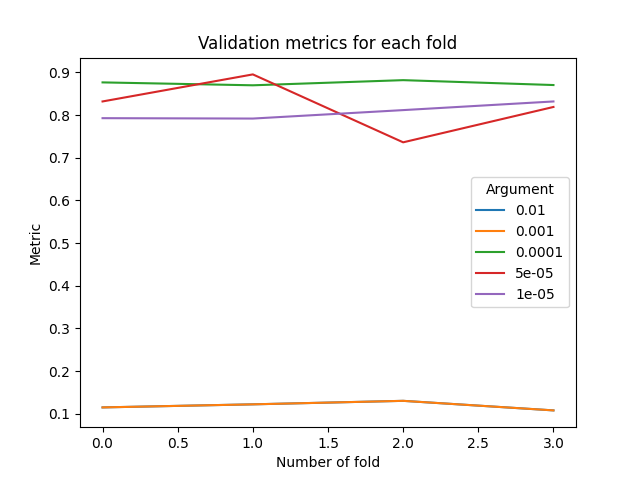 Validation metrics for each fold
Metric
0.9
0.8
0.7
0.6
0.5
0.4
0.3
0.2
0.1
Argument
0.01
0.001
0.0001
5e-05
1e-05
0.0 0.5 1.0 1.5 2.0 2.5 3.0
Number of fold